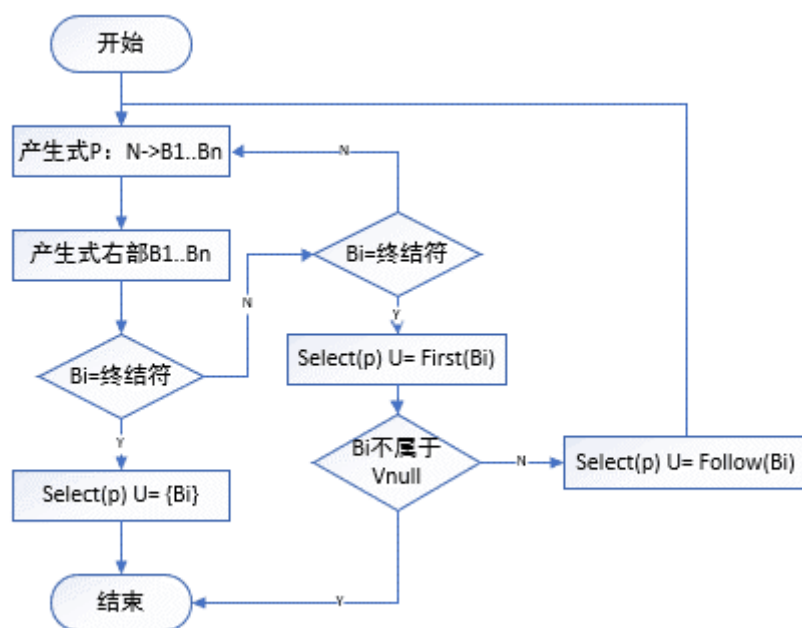 开始
产生式P：N->B1..Bn
N
产生式右部B1..Bn
Bi=终结符
N
Y
Bi=终结符
Select(p) U= First(Bi)
Y
Bi不属于
Vnull
N
Select(p) U= Follow(Bi)
Select(p) U= {Bi}
结束
Y